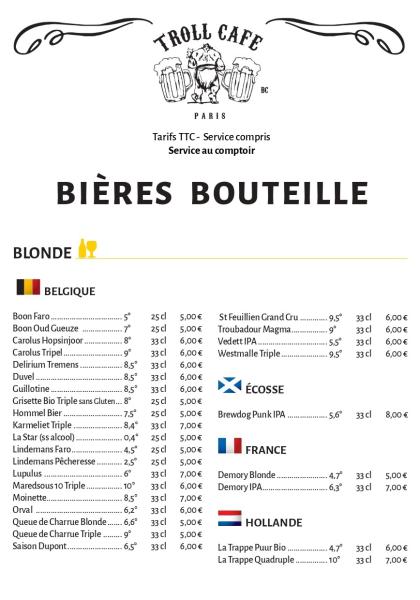 TROLL CAFE
BC
PARIS
Tarifs TTC - Service compris
Service au comptoir
BIÈRES BOUTEILLE
BLONDE
BELGIQUE
Boon Faro ............................ 5° 25 cl 5,00 €
Boon Oud Gueuze ................ 7° 25 cl 5,00 €
Carolus Hopsinjoor .............. 8° 33 cl 6,00 €
Carolus Tripel ....................... 9° 33 cl 6,00 €
Delirium Tremens ................. 8,5° 33 cl 6,00 €
Duvel .................................... 8,5° 33 cl 6,00 €
Guillotine .............................. 8,5° 33 cl 6,00 €
Grisette Bio Triple sans Gluten... 8° 25 cl 5,00 €
Hommel Bier ........................ 7,5° 25 cl 5,00 €
Karmeliet Triple .................... 8,4° 33 cl 7,00 €
La Star (ss alcool) .................. 0,4° 25 cl 5,00 €
Lindemans Faro .................... 4,5° 25 cl 5,00 €
Lindemans Pêcheresse ......... 2,5° 25 cl 5,00 €
Lupulus ................................. 6° 33 cl 7,00 €
Maredsous 10 Triple ............. 10° 33 cl 6,00 €
Moinette ............................... 8,5° 33 cl 7,00 €
Orval ..................................... 6,2° 33 cl 7,00 €
Queue de Charrue Blonde ..... 6,6° 33 cl 5,00 €
Queue de Charrue Triple ....... 9° 33 cl 5,00 €
Saison Dupont ...................... 6,5° 33 cl 6,00 €
St Feuillien Grand Cru ........... 9,5° 33 cl 6,00 €
Troubadour Magma .............. 9° 33 cl 6,00 €
Vedett IPA ............................. 5,5° 33 cl 6,00 €
Westmalle Triple ................... 9,5° 33 cl 6,00 €
ÉCOSSE
Brewdog Punk IPA ................ 5,6° 33 cl 8,00 €
FRANCE
Demory Blonde ..................... 4,7° 33 cl 5,00 €
Demory IPA ........................... 6,3° 33 cl 7,00 €
HOLLANDE
La Trappe Puur Bio ................ 4,7° 33 cl 6,00 €
La Trappe Quadruple ............ 10° 33 cl 7,00 €